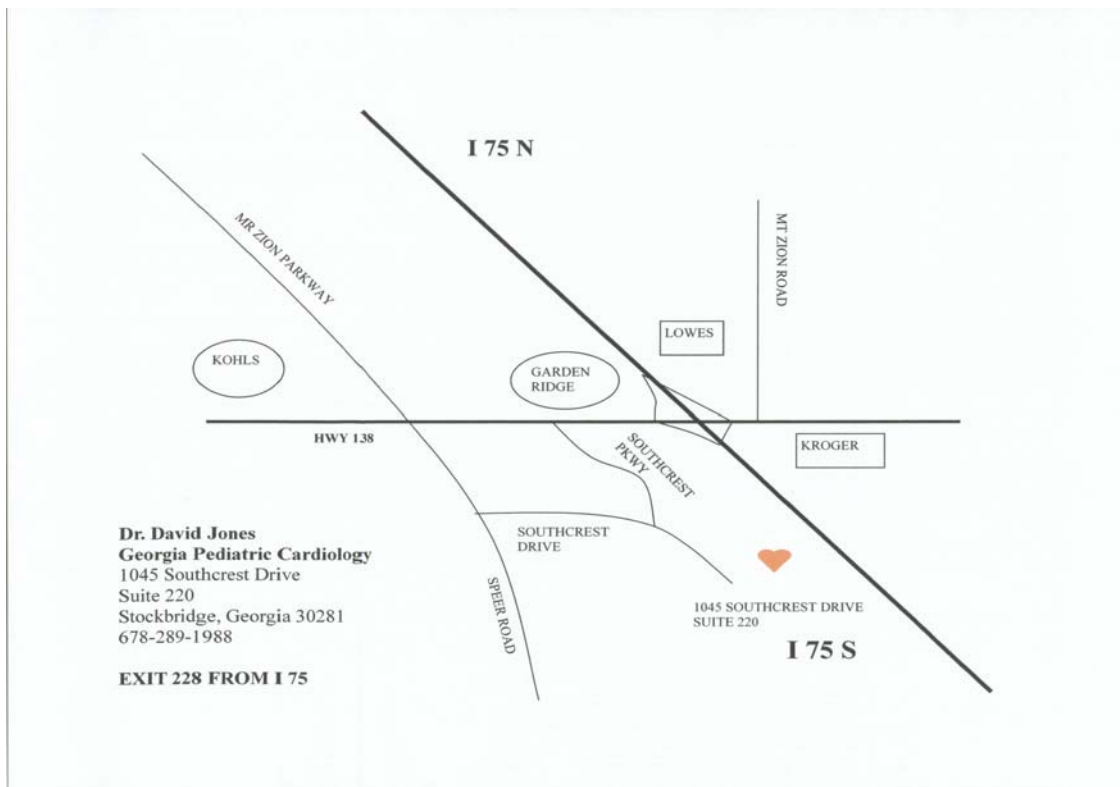 I 75 N
MR ZION PARKWAY
MT ZION ROAD
LOWES
KOHLS
GARDEN
RIDGE
HWY 138
SOUTHCREST
PKWY
KROGER
SOUTHCREST
DRIVE
Dr. David Jones
Georgia Pediatric Cardiology
1045 Southcrest Drive
Suite 220
Stockbridge, Georgia 30281
678-289-1988
EXIT 228 FROM I 75
SPEER ROAD
1045 SOUTHCREST DRIVE
SUITE 220
I 75 S